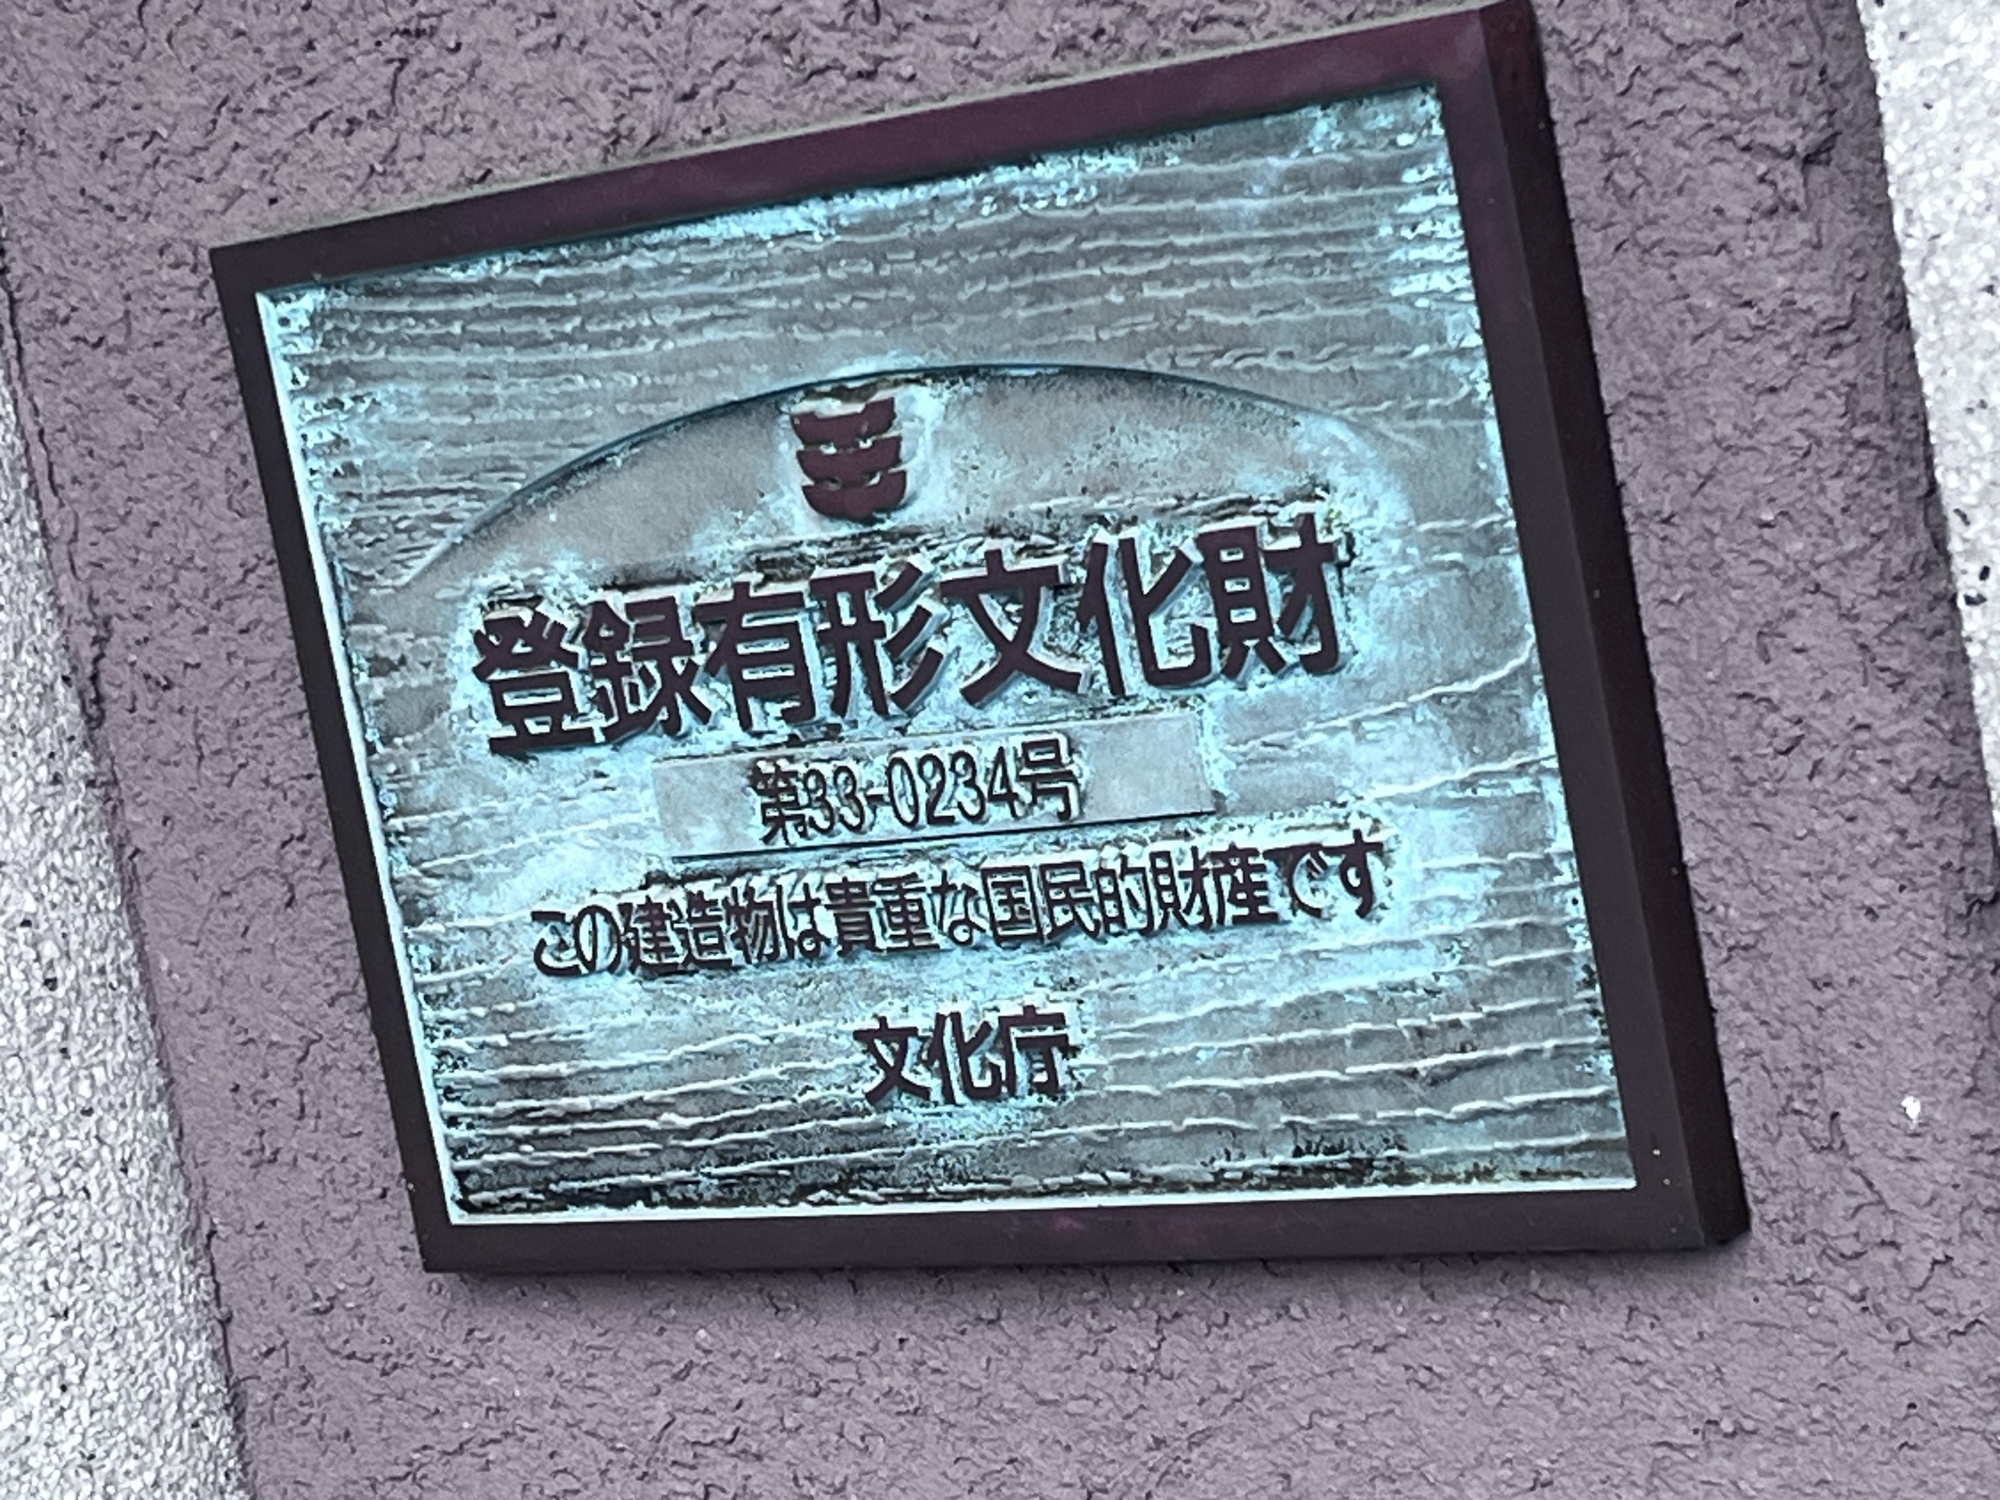 登録有形文化財
第33-0234号
この建造物は貴重な国民的財産です
文化庁